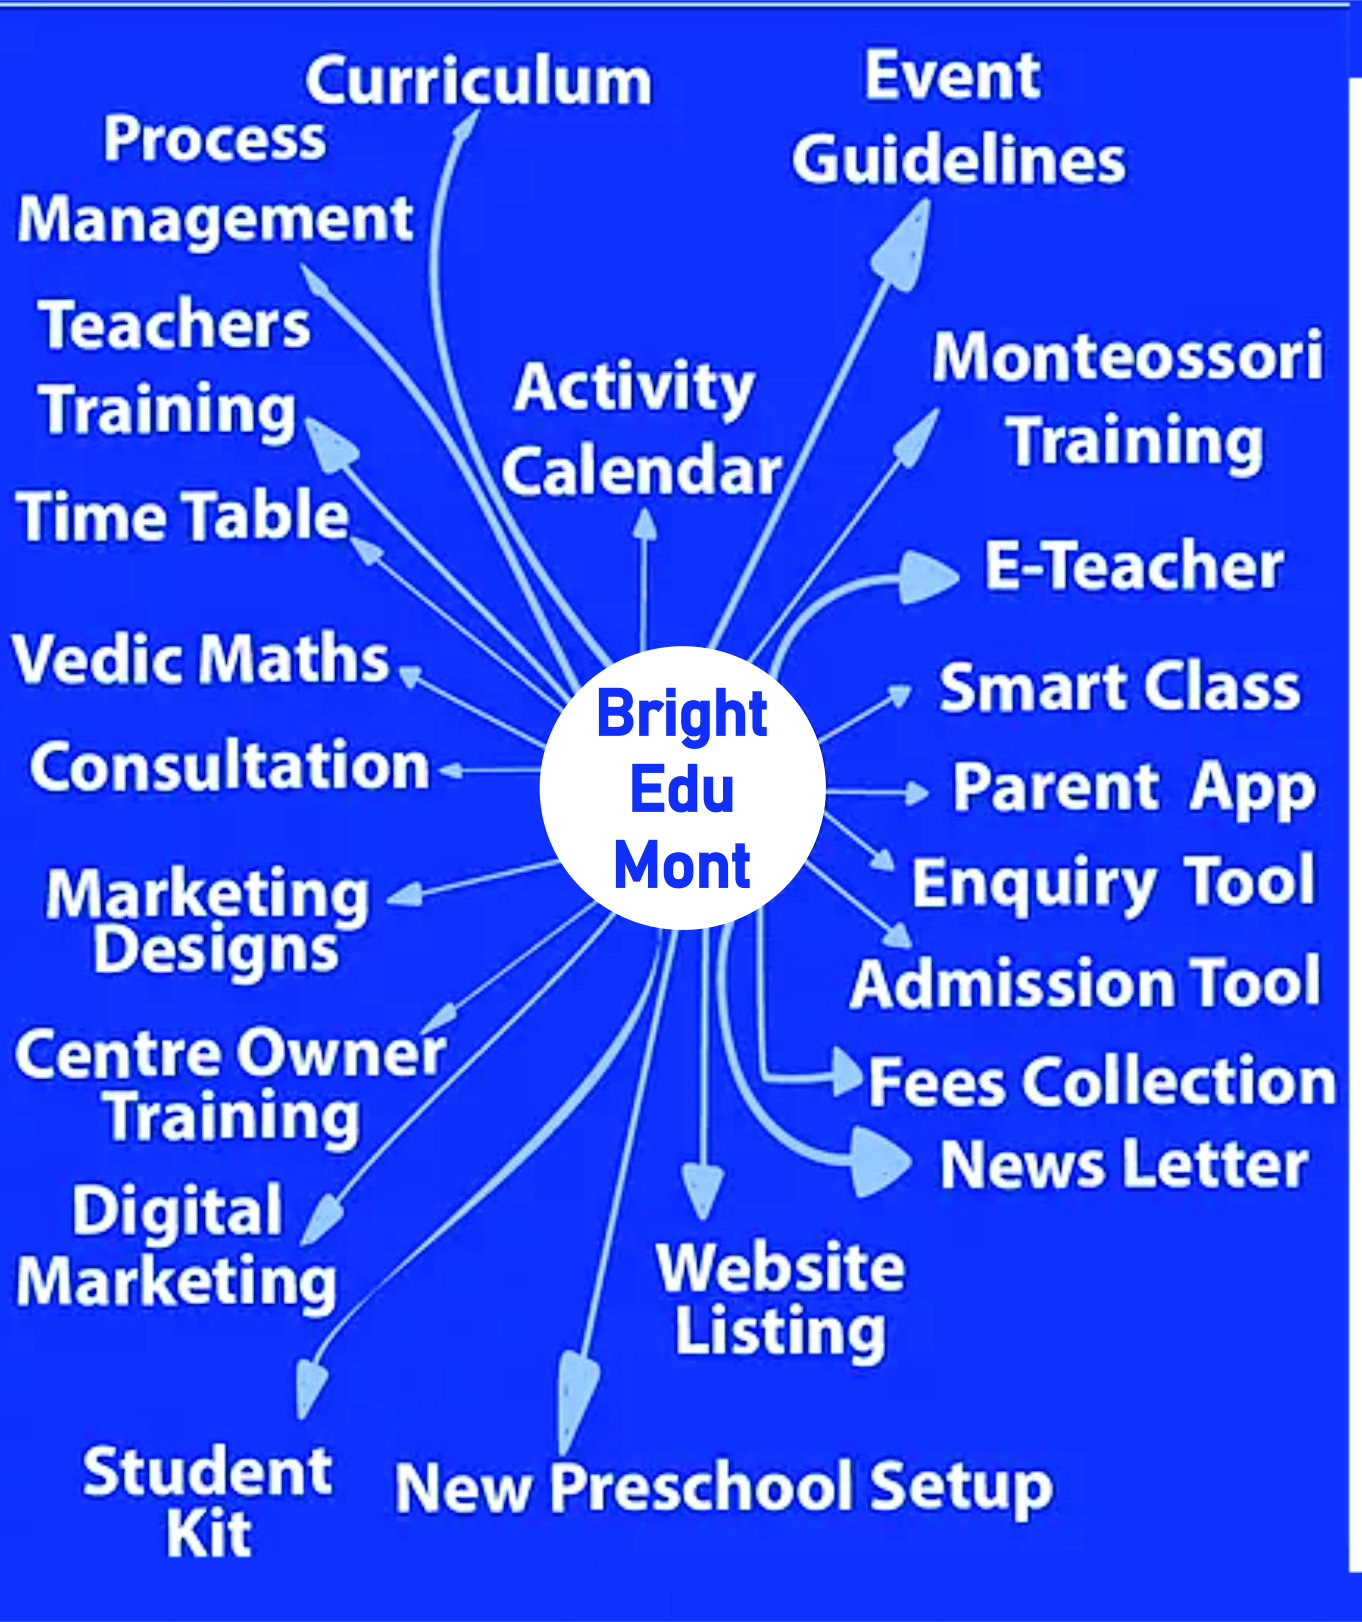 Curriculum
Event
Guidelines
Process
Management
Teachers
Training
Activity
Calendar
Monteossori
Training
Time Table
E-Teacher
Vedic Maths
Smart Class
Bright
Edu
Mont
Consultation
Parent App
Marketing
Designs
Enquiry Tool
Admission Tool
Centre Owner
Training
Fees Collection
News Letter
Digital
Marketing
Website
Listing
Student
Kit
New Preschool Setup